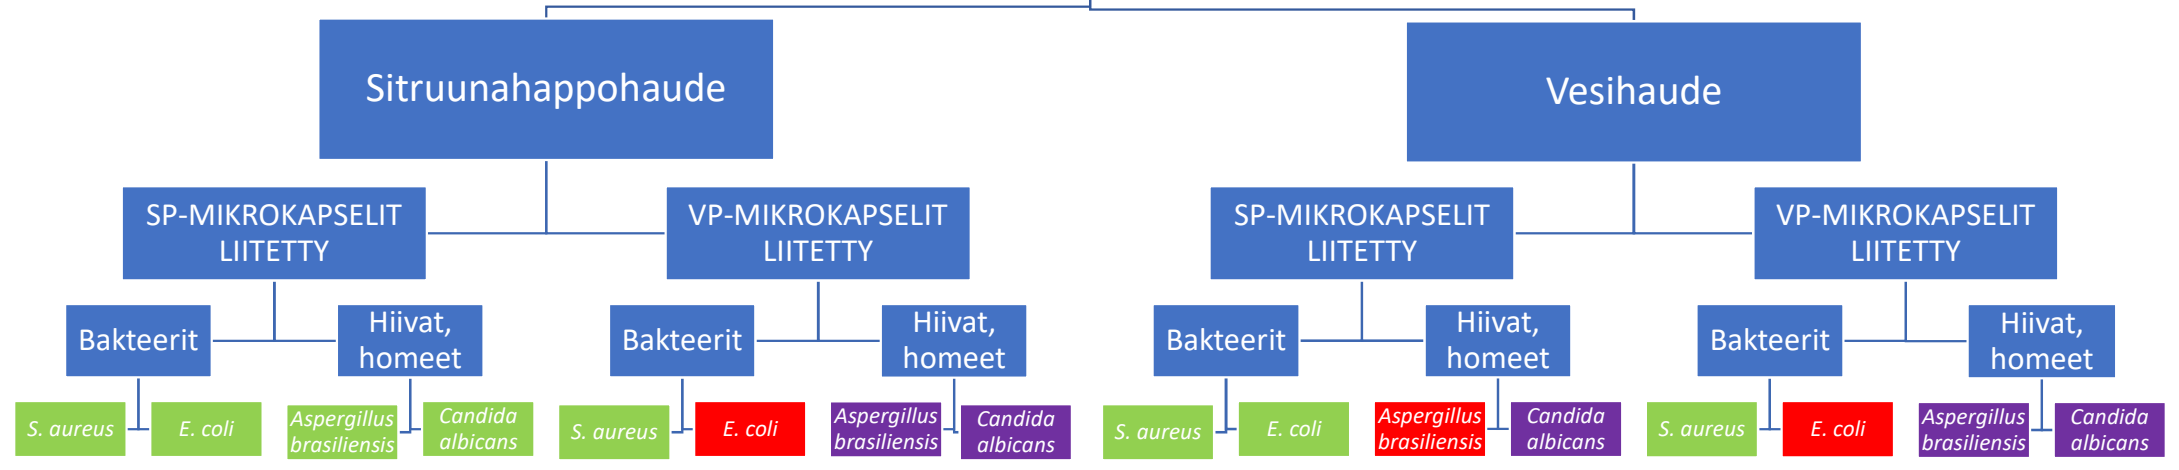 Sitruunahappohaude
Vesihaude
SP-MIKROKAPSELIT
LIITETTY
VP-MIKROKAPSELIT
LIITETTY
SP-MIKROKAPSELIT
LIITETTY
VP-MIKROKAPSELIT
LIITETTY
Bakteerit
Hiivat,
homeet
Bakteerit
Hiivat,
homeet
Bakteerit
Hiivat,
homeet
Bakteerit
Hiivat,
homeet
S. aureus
E. coli
Aspergillus
brasiliensis
Candida
albicans
S. aureus
E. coli
Aspergillus
brasiliensis
Candida
albicans
S. aureus
E. coli
Aspergillus
brasiliensis
Candida
albicans
S. aureus
E. coli
Aspergillus
brasiliensis
Candida
albicans